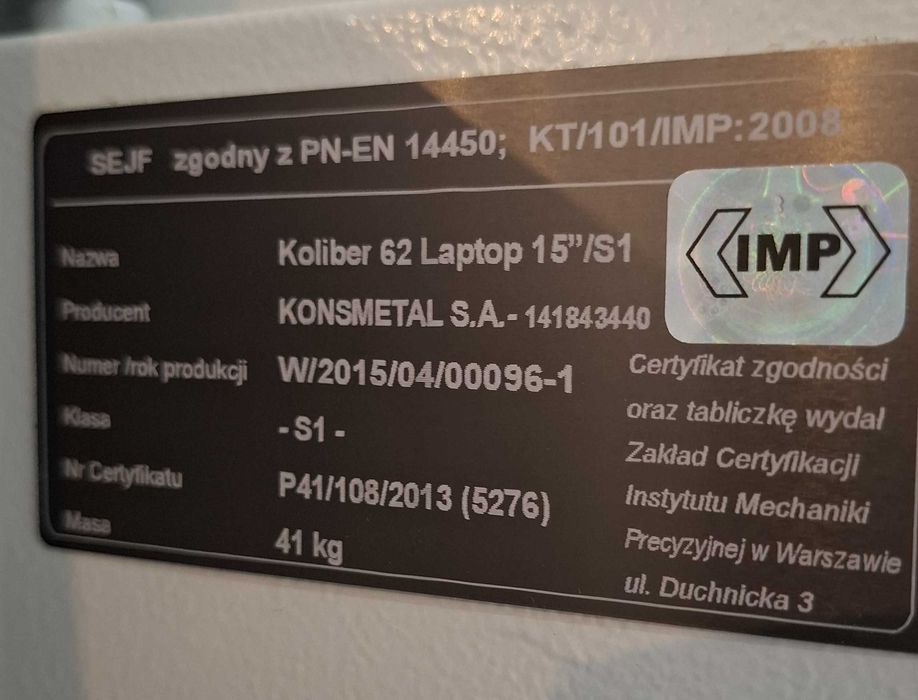 SEJF zgodny z PN-EN 14450; KT/101/IMP:2008
Nazwa Koliber 62 Laptop 15”/S1
Producent KONSMETAL S.A.- 141843440
Numer /rok produkcji W/2015/04/00096-1
Klasa - S1 -
Nr Certyfikatu P41/108/2013 (5276)
Masa 41 kg
IMP
Certyfikat zgodności
oraz tabliczkę wydał
Zakład Certyfikacji
Instytutu Mechaniki
Precyzyjnej w Warszawie
ul. Duchnicka 3